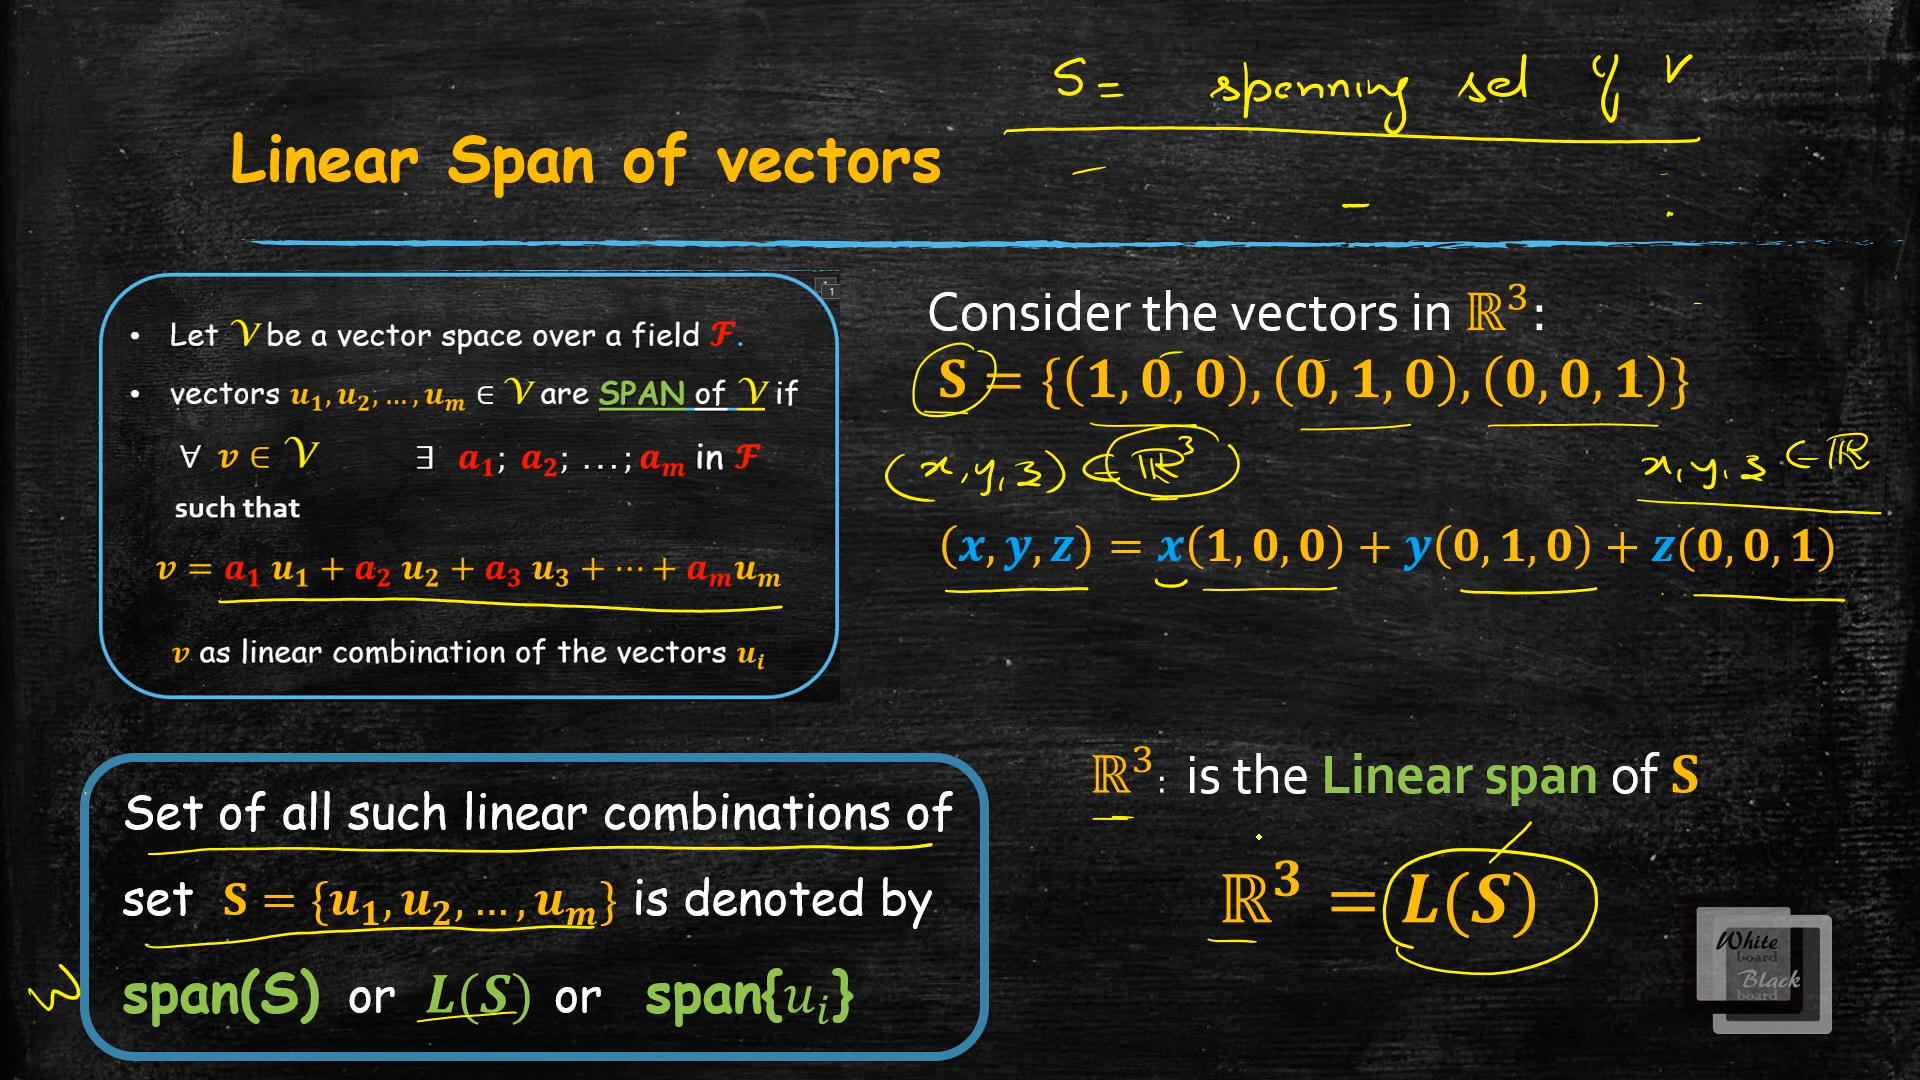 S = spanning set of V
Linear Span of vectors
1
• Let 𝒱 be a vector space over a field ℱ.
• vectors u₁, u₂, …, uₘ ∈ 𝒱 are SPAN of 𝒱 if
∀ v ∈ 𝒱 ∃ a₁; a₂; …; aₘ in ℱ
such that
v = a₁ u₁ + a₂ u₂ + a₃ u₃ + ⋯ + aₘuₘ
v as linear combination of the vectors uᵢ
Set of all such linear combinations of
set S = {u₁, u₂, …, uₘ} is denoted by
span(S) or L(S) or span{uᵢ}
W
Consider the vectors in ℝ³:
S = {(1, 0, 0), (0, 1, 0), (0, 0, 1)}
(x, y, z) ∈ ℝ³
x, y, z ∈ ℝ
(x, y, z) = x(1, 0, 0) + y(0, 1, 0) + z(0, 0, 1)
ℝ³: is the Linear span of S
ℝ³ = L(S)
White
board
Black
board